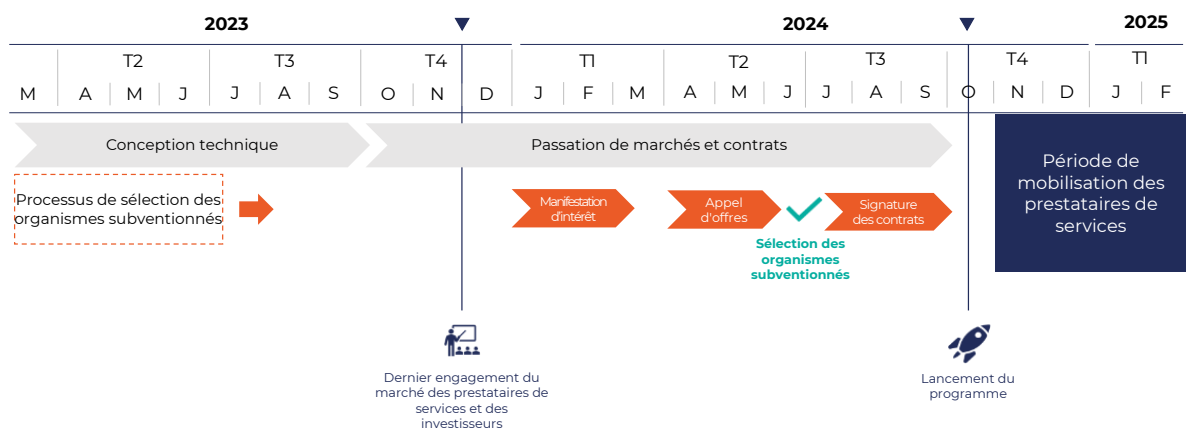 2023
2024
2025
T2
T3
T4
T1
T2
T3
T4
T1
M A M J J A S O N D J F M A M J J A S O N D J F
Conception technique
Passation de marchés et contrats
Période de
mobilisation des
prestataires de
services
Processus de sélection des
organismes subventionnés
Manifestation
d'intérêt
Appel
d'offres
Signature
des contrats
Sélection des
organismes
subventionnés
Dernier engagement du
marché des prestataires de
services et des
investisseurs
Lancement du
programme